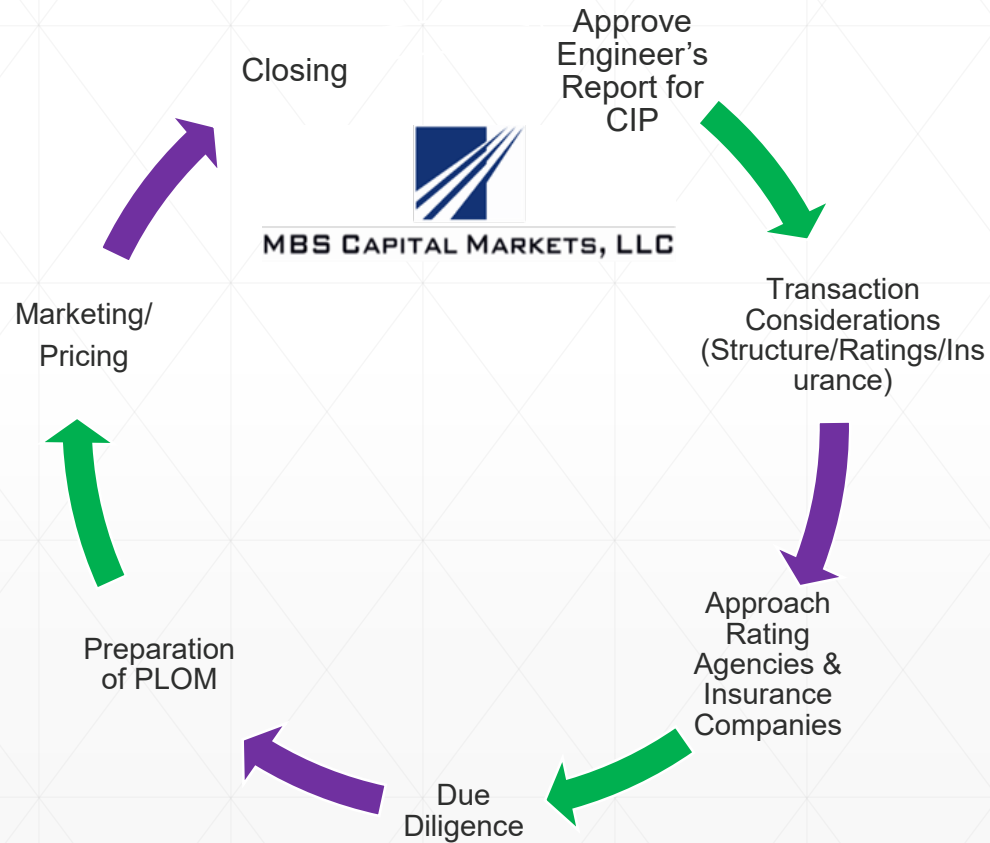 Approve
Engineer’s
Report for
CIP
Transaction
Considerations
(Structure/Ratings/Ins
urance)
Approach
Rating
Agencies &
Insurance
Companies
Due
Diligence
Preparation
of PLOM
Marketing/
Pricing
Closing
MBS CAPITAL MARKETS, LLC